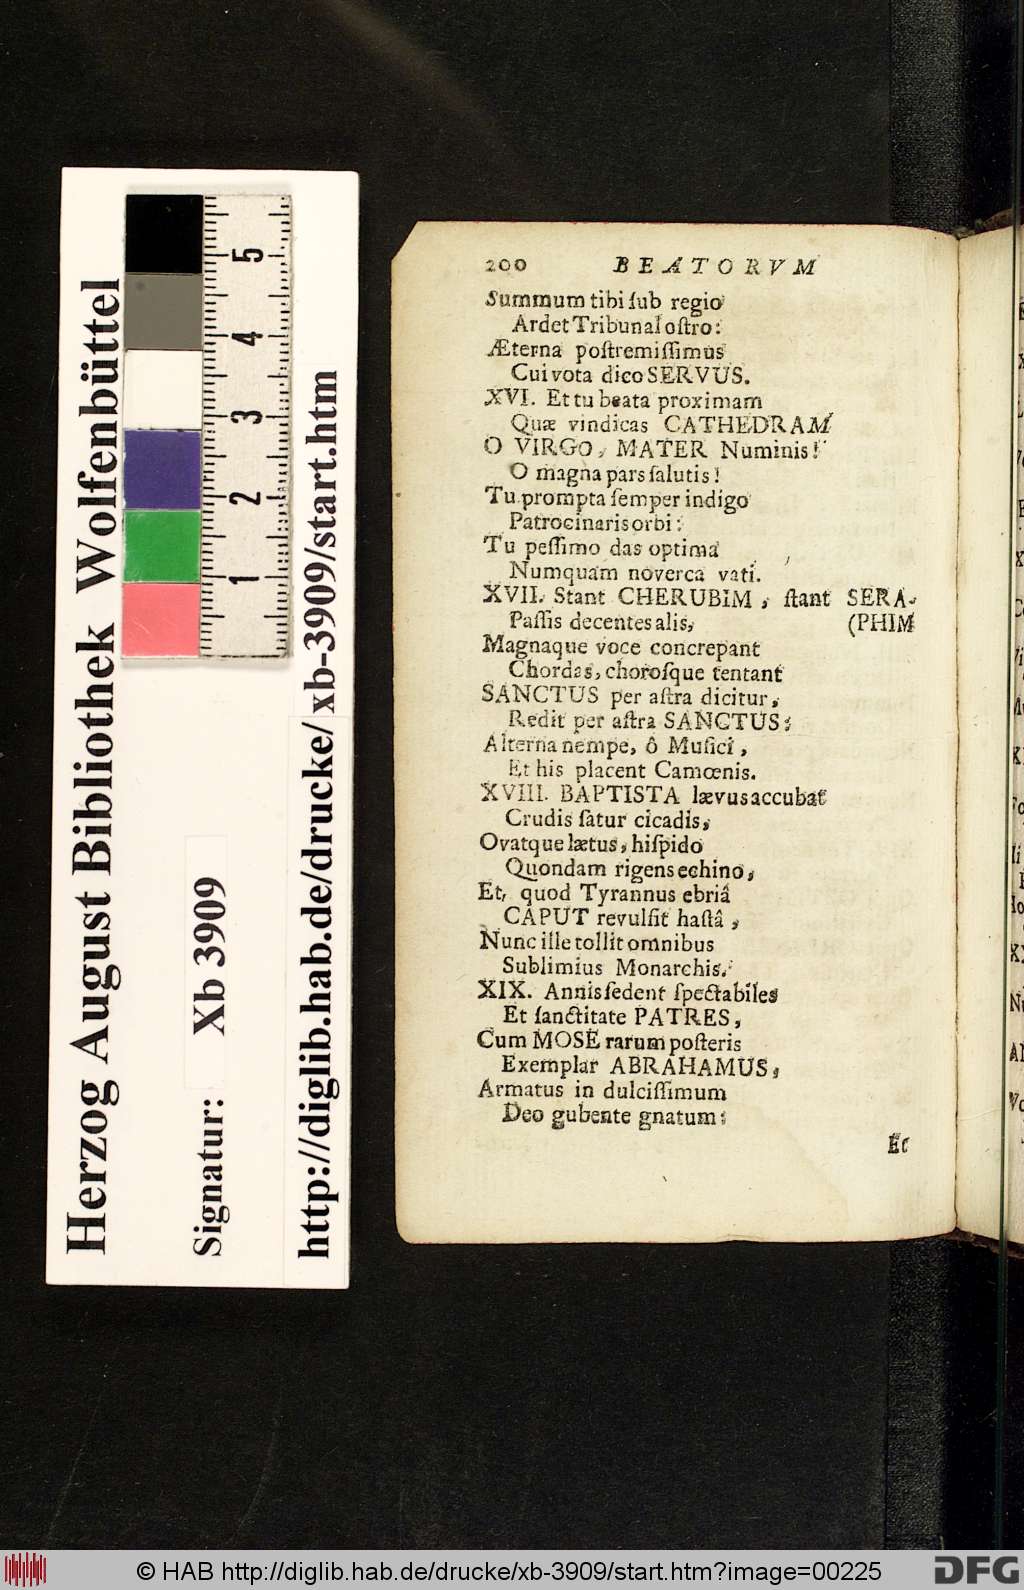 Herzog August Bibliothek Wolfenbüttel
Signatur: Xb 3909
http://diglib.hab.de/drucke/xb-3909/start.htm
1 2 3 4 5
200 BEATORVM
Summum tibi ſub regio
Ardet Tribunal oſtro:
Æterna poſtremiſſimus
Cui vota dico SERVUS.
XVI. Et tu beata proximam
Quæ vindicas CATHEDRAM
O VIRGO, MATER Numinis!
O magna pars ſalutis!
Tu prompta ſemper indigo
Patrocinaris orbi:
Tu peſſimo das optima
Numquam noverca vati.
XVII. Stant CHERUBIM, ſtant SERA-
Paſſis decentes alis, (PHIM
Magnaque voce concrepant
Chordas, choroſque tentant
SANCTUS per aſtra dicitur,
Redit per aſtra SANCTUS:
Alterna nempe, ô Muſici,
Et his placent Camœnis.
XVIII. BAPTISTA lævus accubat
Crudis ſatur cicadis,
Ovatque lætus, hiſpido
Quondam rigens echino,
Et, quod Tyrannus ebriâ
CAPUT revulſit haſtâ,
Nunc ille tollit omnibus
Sublimius Monarchis.
XIX. Annis ſedent ſpectabiles
Et ſanctitate PATRES,
Cum MOSE rarum poſteris
Exemplar ABRAHAMUS,
Armatus in dulciſſimum
Deo gubente gnatum:
Et
© HAB http://diglib.hab.de/drucke/xb-3909/start.htm?image=00225
DFG